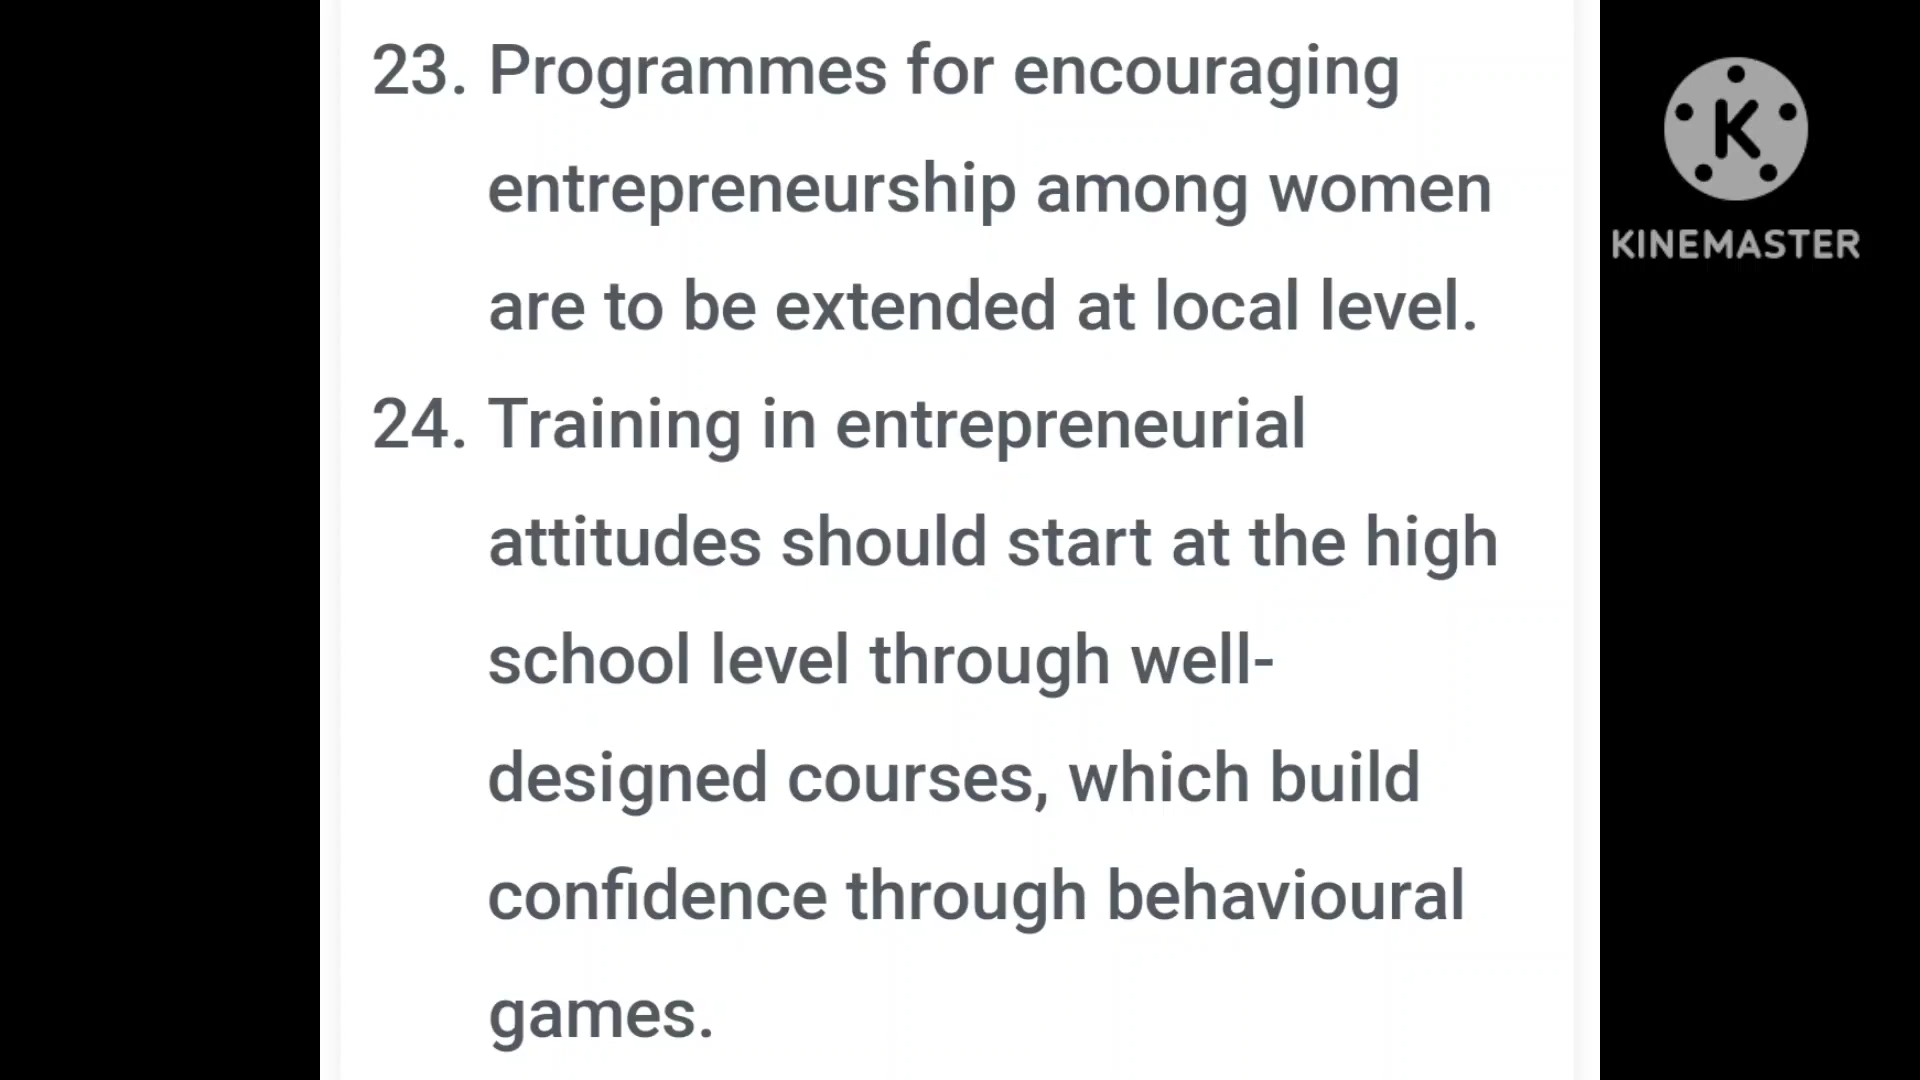 23. Programmes for encouraging
entrepreneurship among women
are to be extended at local level.
24. Training in entrepreneurial
attitudes should start at the high
school level through well-
designed courses, which build
confidence through behavioural
games.
K
KINEMASTER